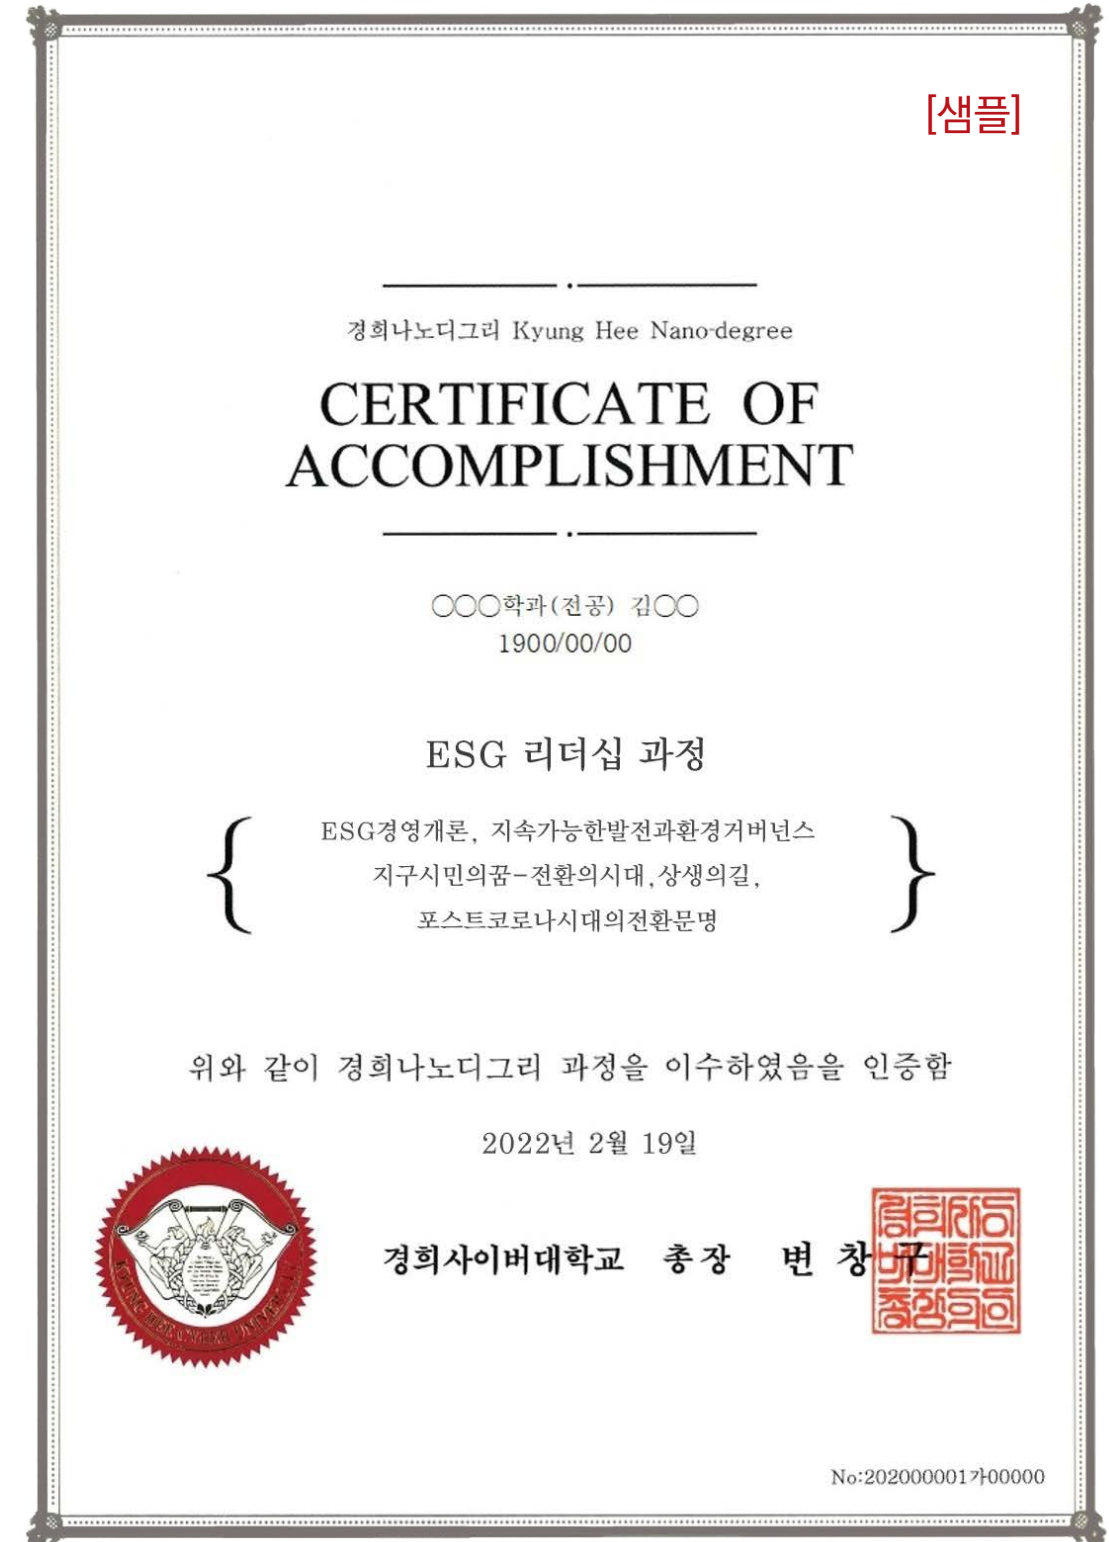 [샘플]
경희나노디그리 Kyung Hee Nano-degree
CERTIFICATE OF
ACCOMPLISHMENT
○○○학과(전공) 김○○
1900/00/00
ESG 리더십 과정
ESG경영개론, 지속가능한발전과환경거버넌스
지구시민의꿈-전환의시대,상생의길,
포스트코로나시대의전환문명
위와 같이 경희나노디그리 과정을 이수하였음을 인증함
2022년 2월 19일
경희사이버대학교 총장 변창구
KYUNG HEE CYBER UNIVERSITY
No:202000001가00000